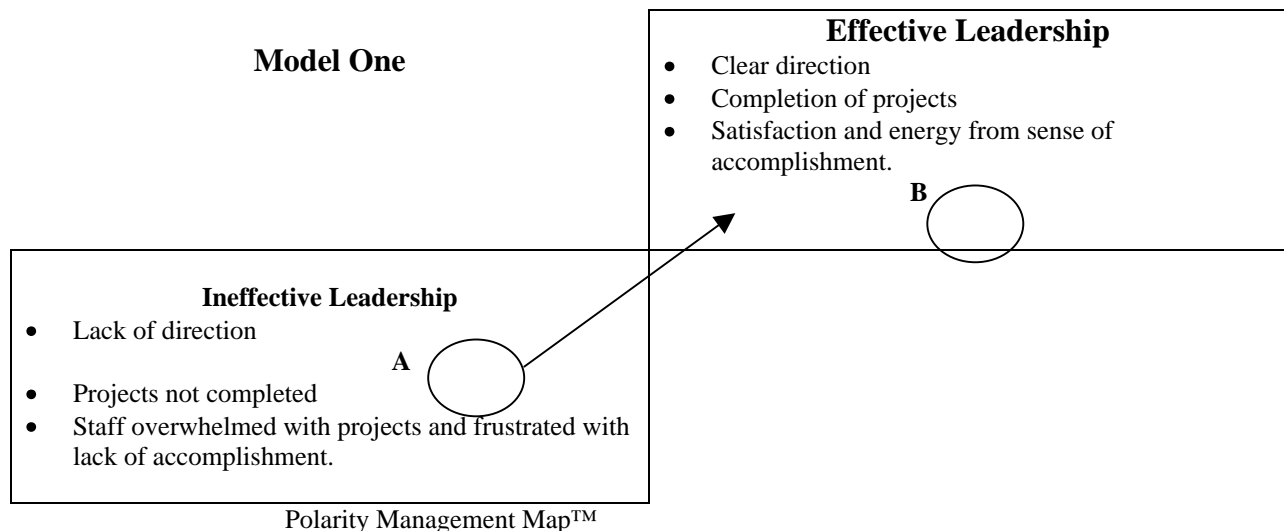 Model One
Effective Leadership
• Clear direction
• Completion of projects
• Satisfaction and energy from sense of
accomplishment.
B
Ineffective Leadership
• Lack of direction
A
• Projects not completed
• Staff overwhelmed with projects and frustrated with
lack of accomplishment.
Polarity Management Map™